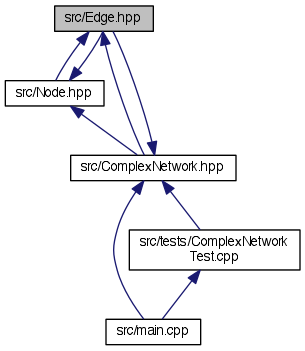 src/Edge.hpp
src/Node.hpp
src/ComplexNetwork.hpp
src/tests/ComplexNetwork
Test.cpp
src/main.cpp